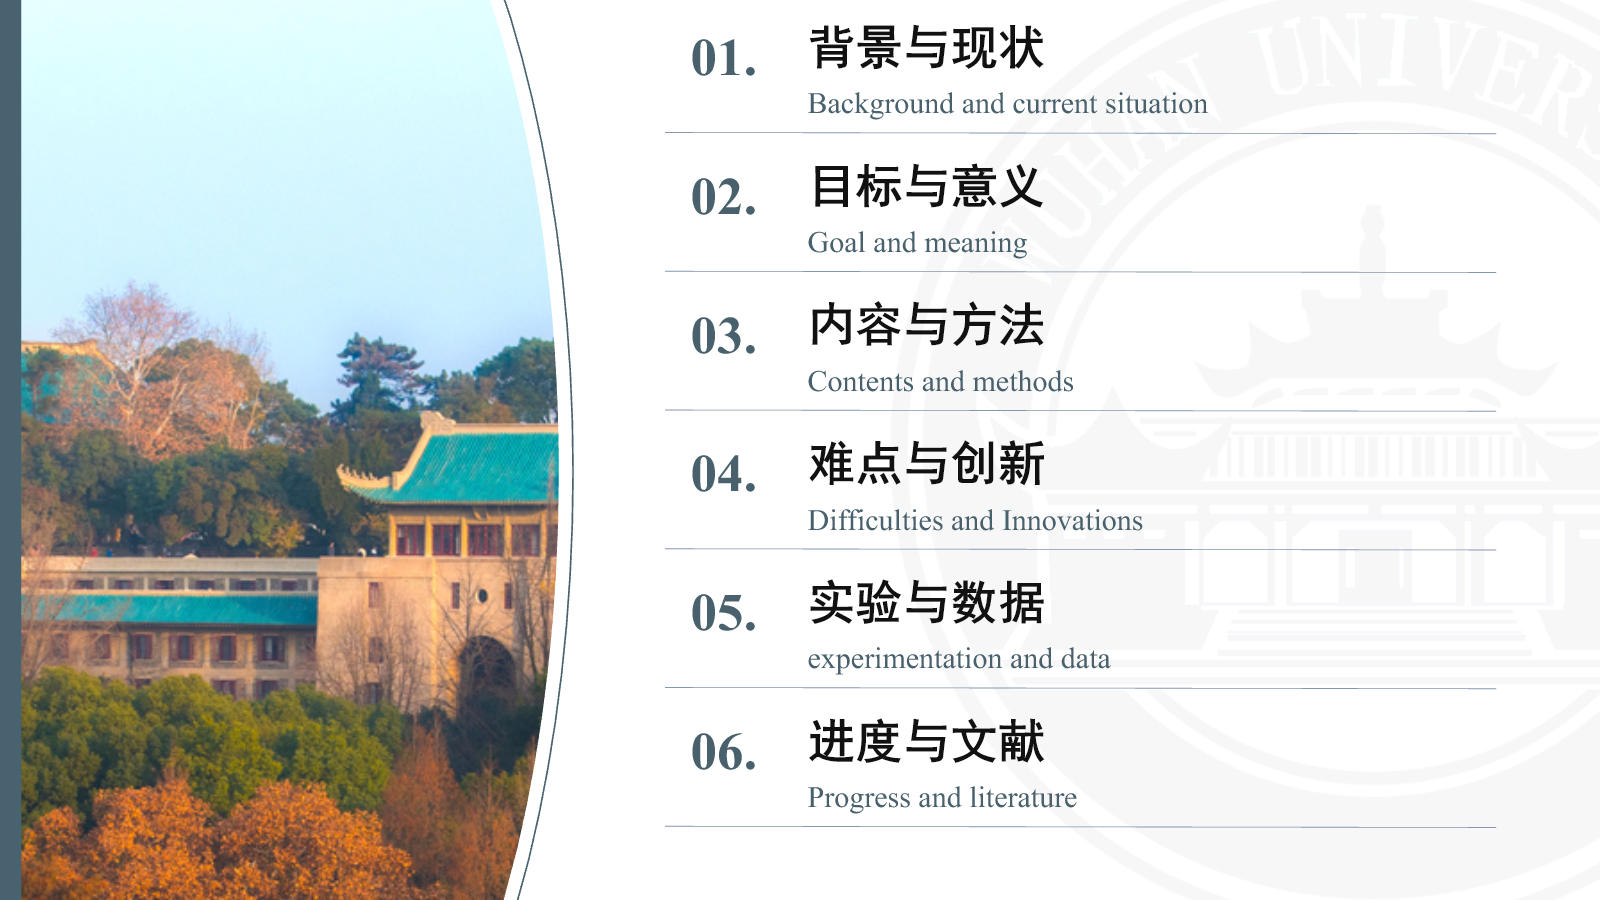 WUHAN UNIVERS
01.
背景与现状
Background and current situation
02.
目标与意义
Goal and meaning
03.
内容与方法
Contents and methods
04.
难点与创新
Difficulties and Innovations
05.
实验与数据
experimentation and data
06.
进度与文献
Progress and literature